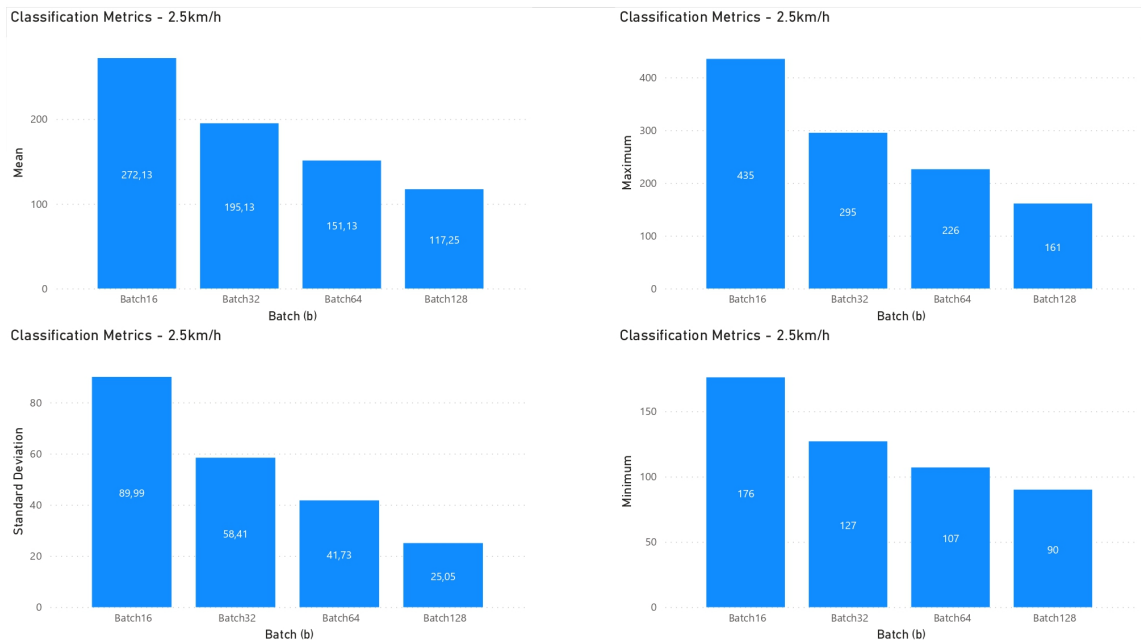 Classification Metrics - 2.5km/h
Mean
200
100
0
272,13
195,13
151,13
117,25
Batch16
Batch32
Batch64
Batch128
Batch (b)
Classification Metrics - 2.5km/h
Maximum
400
300
200
100
0
435
295
226
161
Batch16
Batch32
Batch64
Batch128
Batch (b)
Classification Metrics - 2.5km/h
Standard Deviation
80
60
40
20
0
89,99
58,41
41,73
25,05
Batch16
Batch32
Batch64
Batch128
Batch (b)
Classification Metrics - 2.5km/h
Minimum
150
100
50
0
176
127
107
90
Batch16
Batch32
Batch64
Batch128
Batch (b)